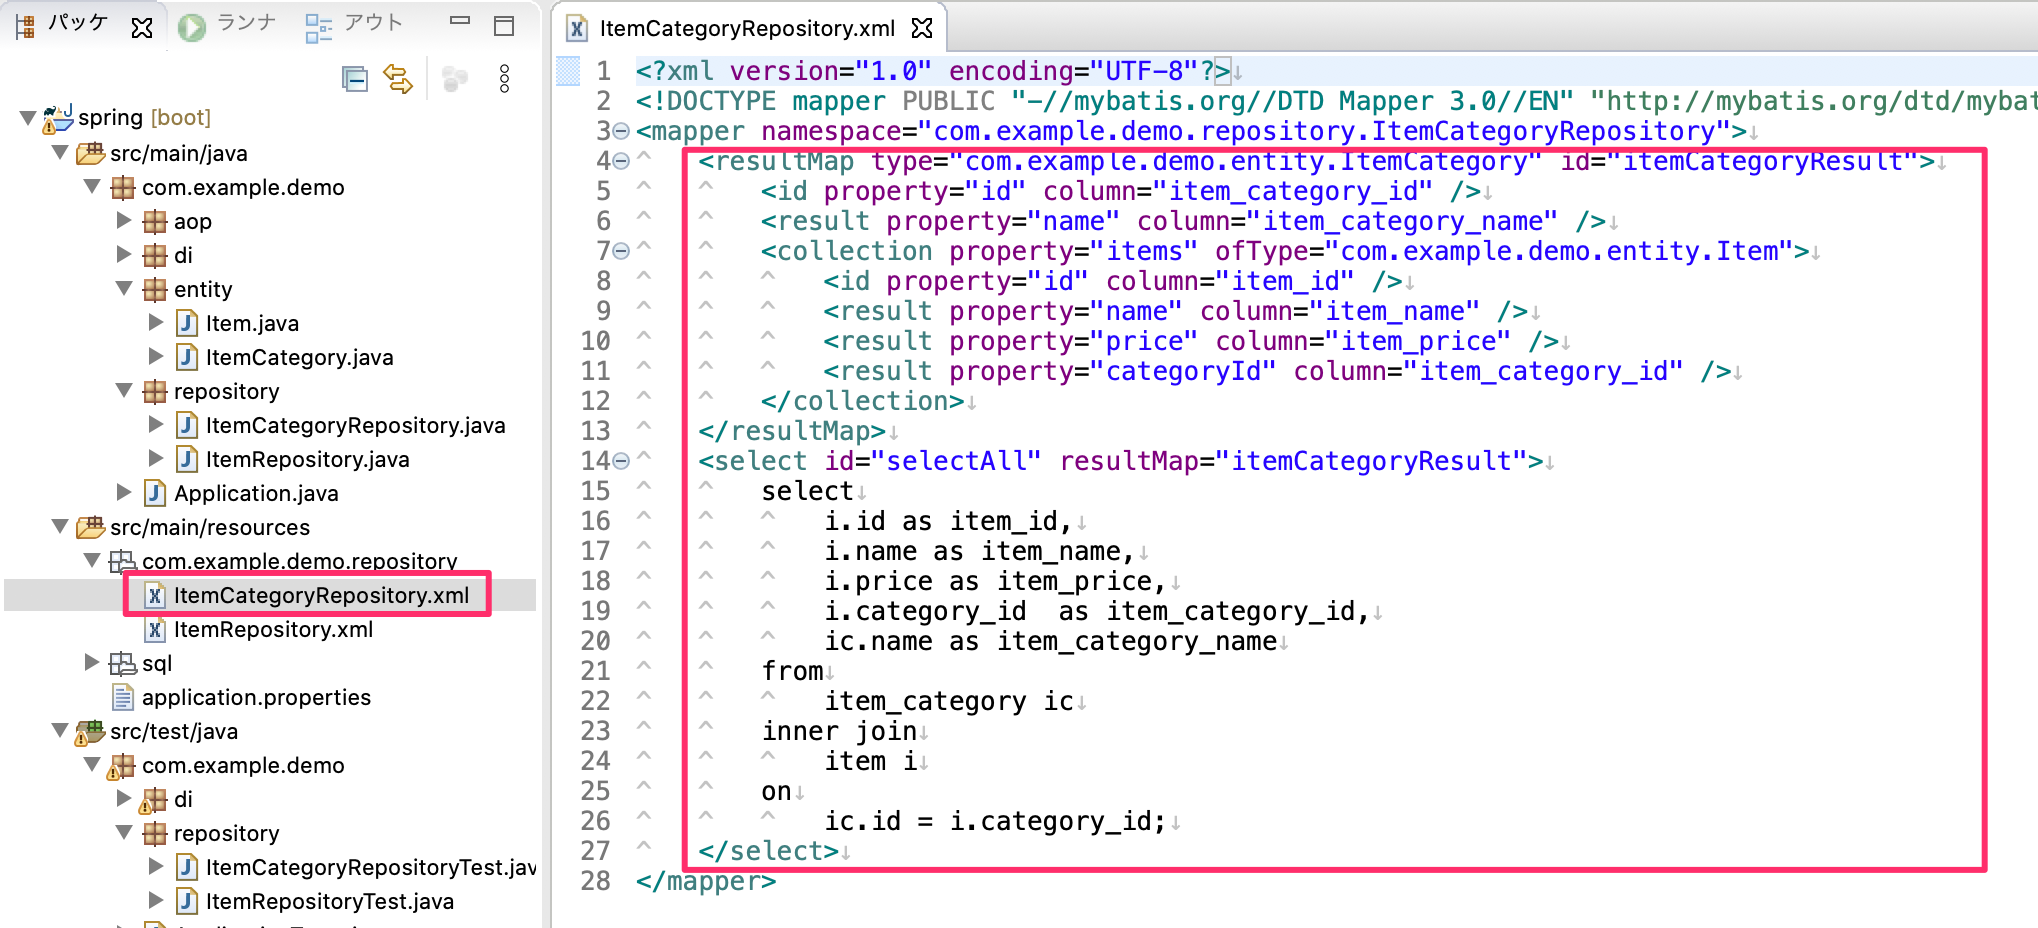 パッケ
ランナ
アウト
spring [boot]
src/main/java
com.example.demo
aop
di
entity
Item.java
ItemCategory.java
repository
ItemCategoryRepository.java
ItemRepository.java
Application.java
src/main/resources
com.example.demo.repository
ItemCategoryRepository.xml
ItemRepository.xml
sql
application.properties
src/test/java
com.example.demo
di
repository
ItemCategoryRepositoryTest.jav
ItemRepositoryTest.java
ItemCategoryRepository.xml
1 <?xml version="1.0" encoding="UTF-8"?>↓
2 <!DOCTYPE mapper PUBLIC "-//mybatis.org//DTD Mapper 3.0//EN" "http://mybatis.org/dtd/mybat
3 <mapper namespace="com.example.demo.repository.ItemCategoryRepository">↓
4 ^ <resultMap type="com.example.demo.entity.ItemCategory" id="itemCategoryResult">↓
5 ^ ^ <id property="id" column="item_category_id" />↓
6 ^ ^ <result property="name" column="item_category_name" />↓
7 ^ ^ <collection property="items" ofType="com.example.demo.entity.Item">↓
8 ^ ^ ^ <id property="id" column="item_id" />↓
9 ^ ^ ^ <result property="name" column="item_name" />↓
10 ^ ^ ^ <result property="price" column="item_price" />↓
11 ^ ^ ^ <result property="categoryId" column="item_category_id" />↓
12 ^ ^ </collection>↓
13 ^ </resultMap>↓
14 ^ <select id="selectAll" resultMap="itemCategoryResult">↓
15 ^ ^ select↓
16 ^ ^ ^ i.id as item_id,↓
17 ^ ^ ^ i.name as item_name,↓
18 ^ ^ ^ i.price as item_price,↓
19 ^ ^ ^ i.category_id  as item_category_id,↓
20 ^ ^ ^ ic.name as item_category_name↓
21 ^ ^ from↓
22 ^ ^ ^ item_category ic↓
23 ^ ^ inner join↓
24 ^ ^ ^ item i↓
25 ^ ^ on↓
26 ^ ^ ^ ic.id = i.category_id;↓
27 ^ </select>↓
28 </mapper>